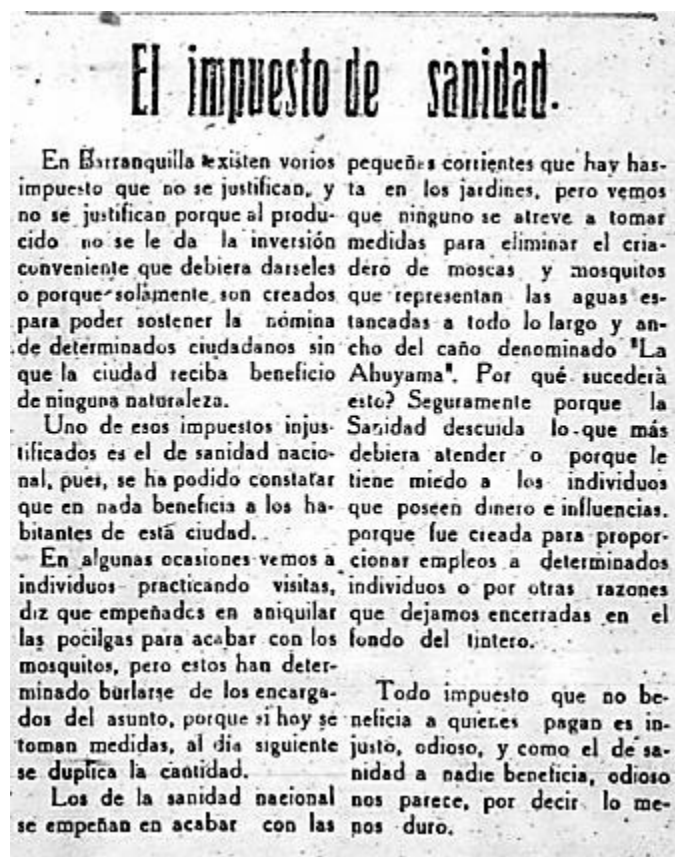 El impuesto de sanidad.
En Barranquilla existen vorios
impuesto que no se justifican, y
no se justifican porque al produ-
cido no se le da la inversión
conveniente que debiera darseles
o porque solamente son creados
para poder sostener la nómina
de determinados ciudadanos sin
que la ciudad reciba beneficio
de ninguna naturaleza.
Uno de esos impuestos injus-
tificados es el de sanidad nacio-
nal, pues, se ha podido constatar
que en nada beneficia a los ha-
bitantes de está ciudad.
En algunas ocasiones vemos a
individuos practicando visitas,
diz que empeñados en aniquilar
las pocilgas para acabar con los
mosquitos, pero estos han deter-
minado burlarse de los encarga-
dos del asunto, porque si hoy se
toman medidas, al día siguiente
se duplica la cantidad.
Los de la sanidad nacional
se empeñan en acabar con las
pequeñas corrientes que hay has-
ta en los jardines, pero vemos
que ninguno se atreve a tomar
medidas para eliminar el cria-
dero de moscas y mosquitos
que representan las aguas es-
tancadas a todo lo largo y an-
cho del caño denominado "La
Ahuyama". Por qué sucederà
esto? Seguramente porque la
Sanidad descuida lo que más
debiera atender o porque le
tiene miedo a los individuos
que poseen dinero e influencias.
porque fue creada para propor-
cionar empleos a determinados
individuos o por otras razones
que dejamos encerradas en el
fondo del tintero.
Todo impuesto que no be-
neficia a quienes pagan es in-
justo, odioso, y como el de sa-
nidad a nadie beneficia, odioso
nos parece, por decir lo me-
nos duro.